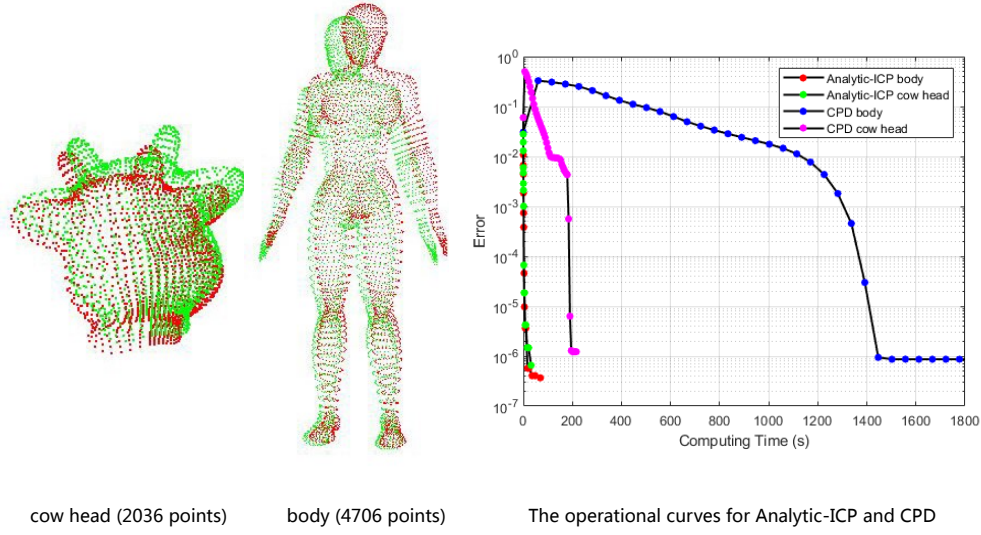 10^0
10^-1
10^-2
10^-3
10^-4
10^-5
10^-6
10^-7
Error
Analytic-ICP body
Analytic-ICP cow head
CPD body
CPD cow head
0 200 400 600 800 1000 1200 1400 1600 1800
Computing Time (s)
cow head (2036 points) body (4706 points) The operational curves for Analytic-ICP and CPD